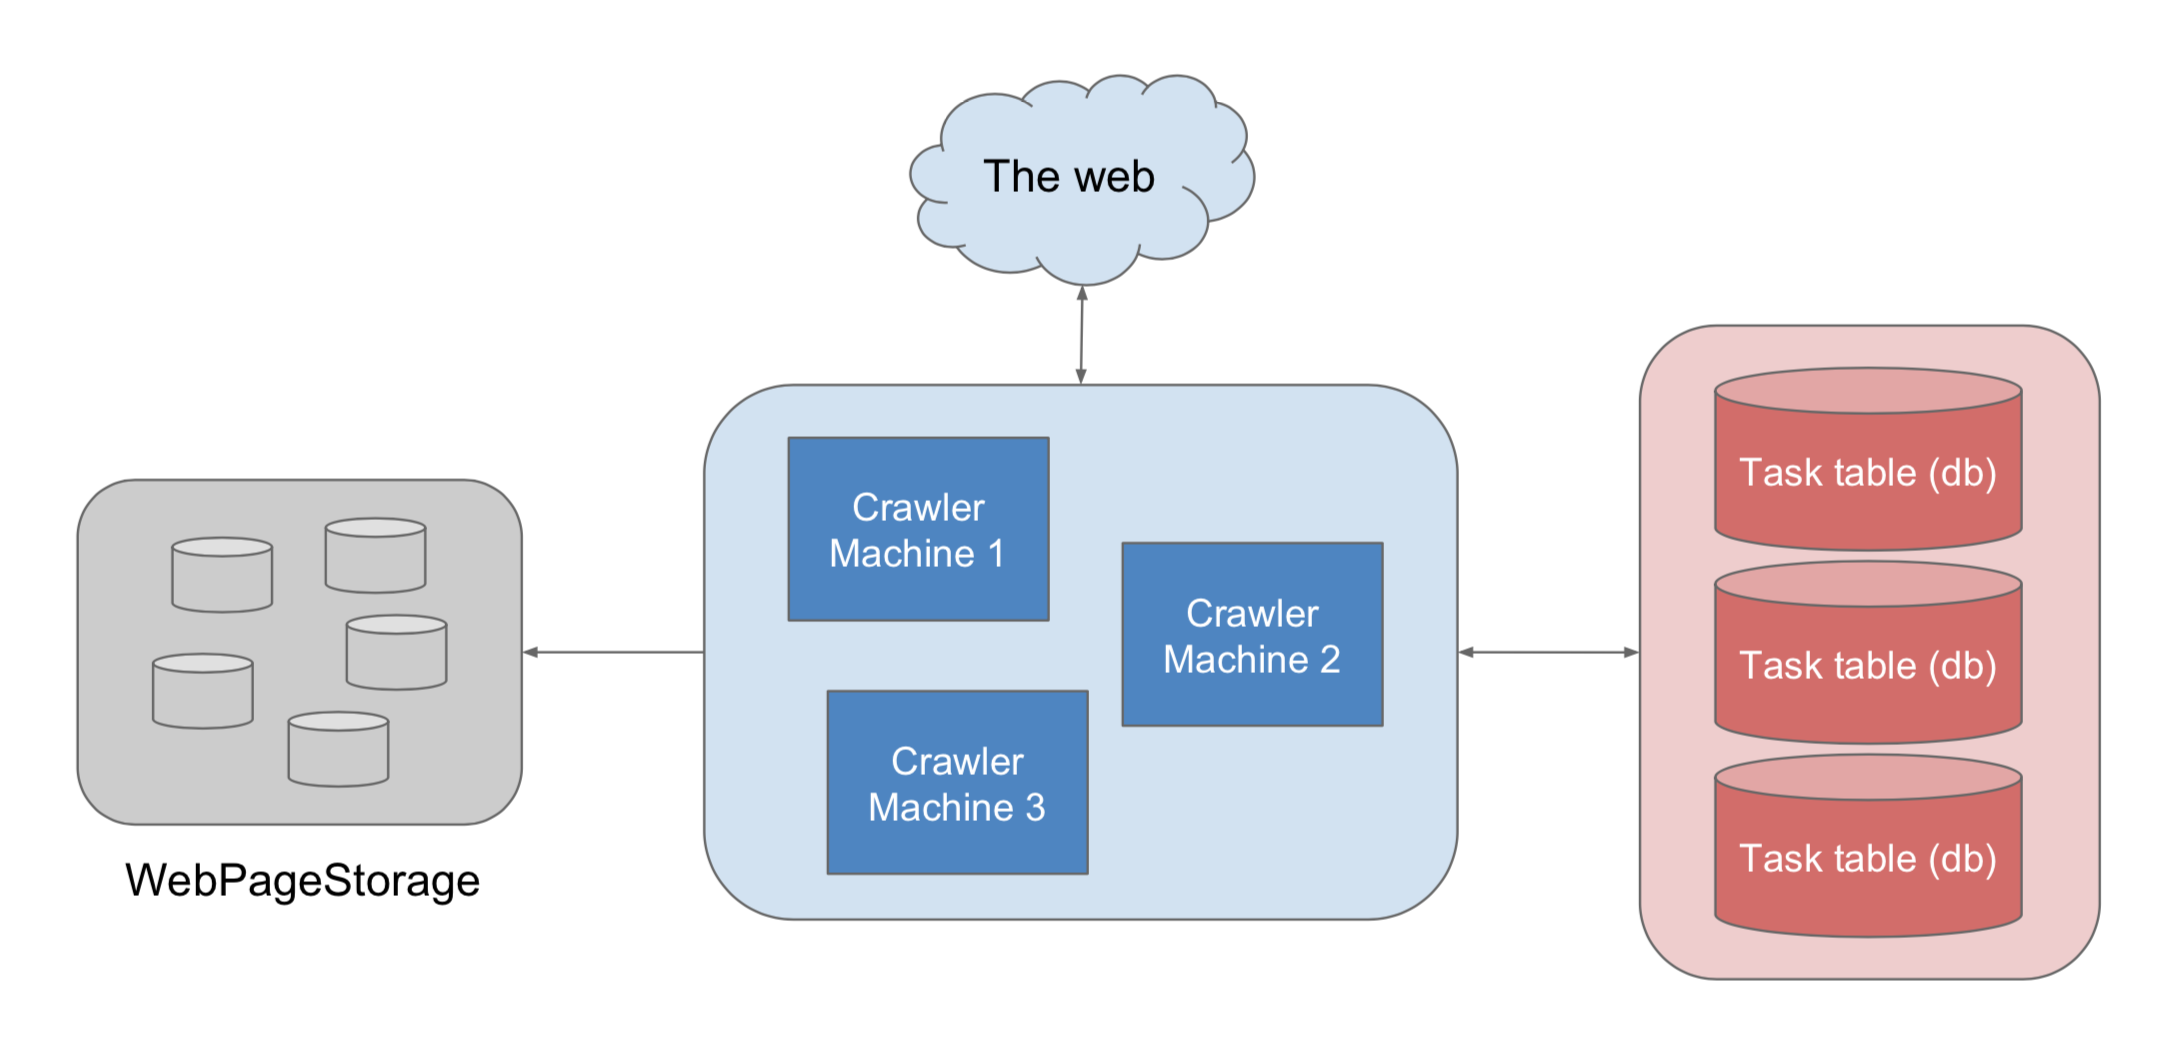 The web
Crawler
Machine 1
Crawler
Machine 2
Crawler
Machine 3
Task table (db)
Task table (db)
Task table (db)
WebPageStorage